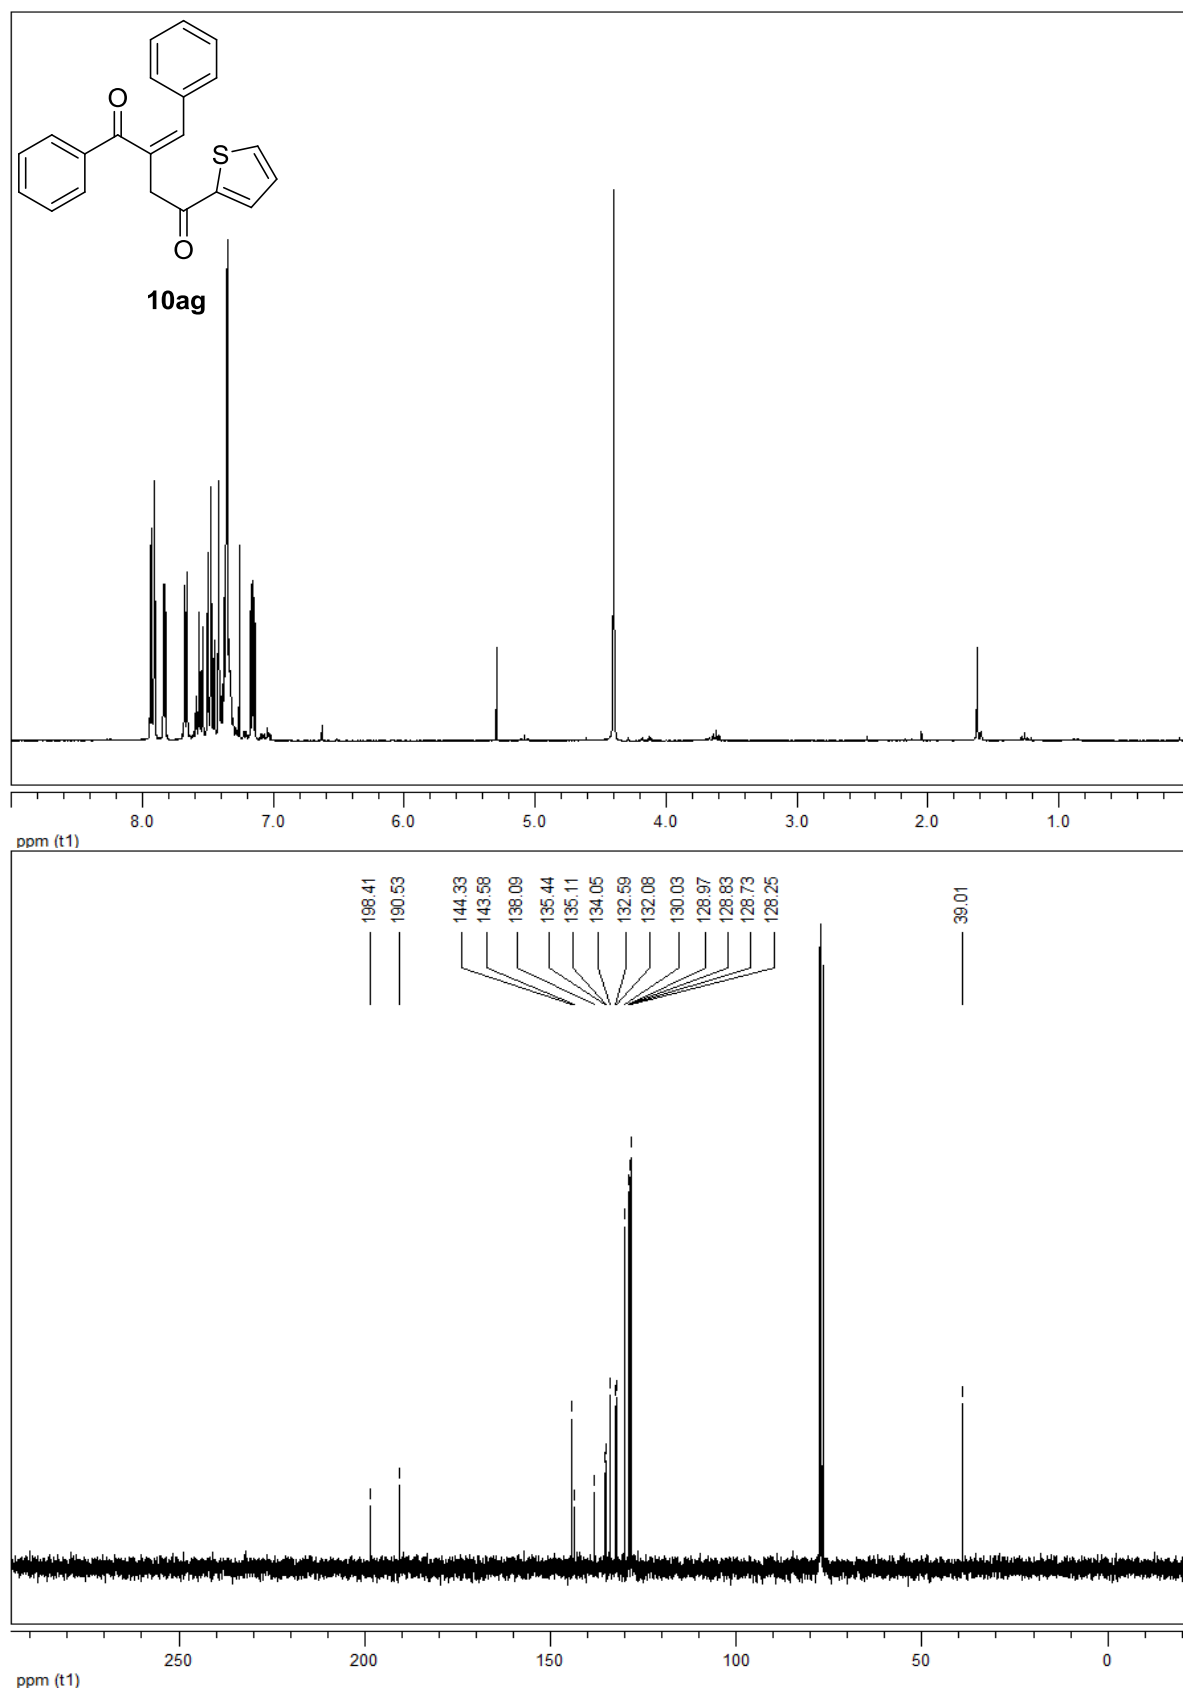 O
S
O
10ag
8.0 7.0 6.0 5.0 4.0 3.0 2.0 1.0
ppm (t1)
198.41 190.53 144.33 143.58 138.09 135.44 135.11 134.05 132.59 132.08 130.03 128.97 128.83 128.73 128.25 39.01
250 200 150 100 50 0
ppm (t1)